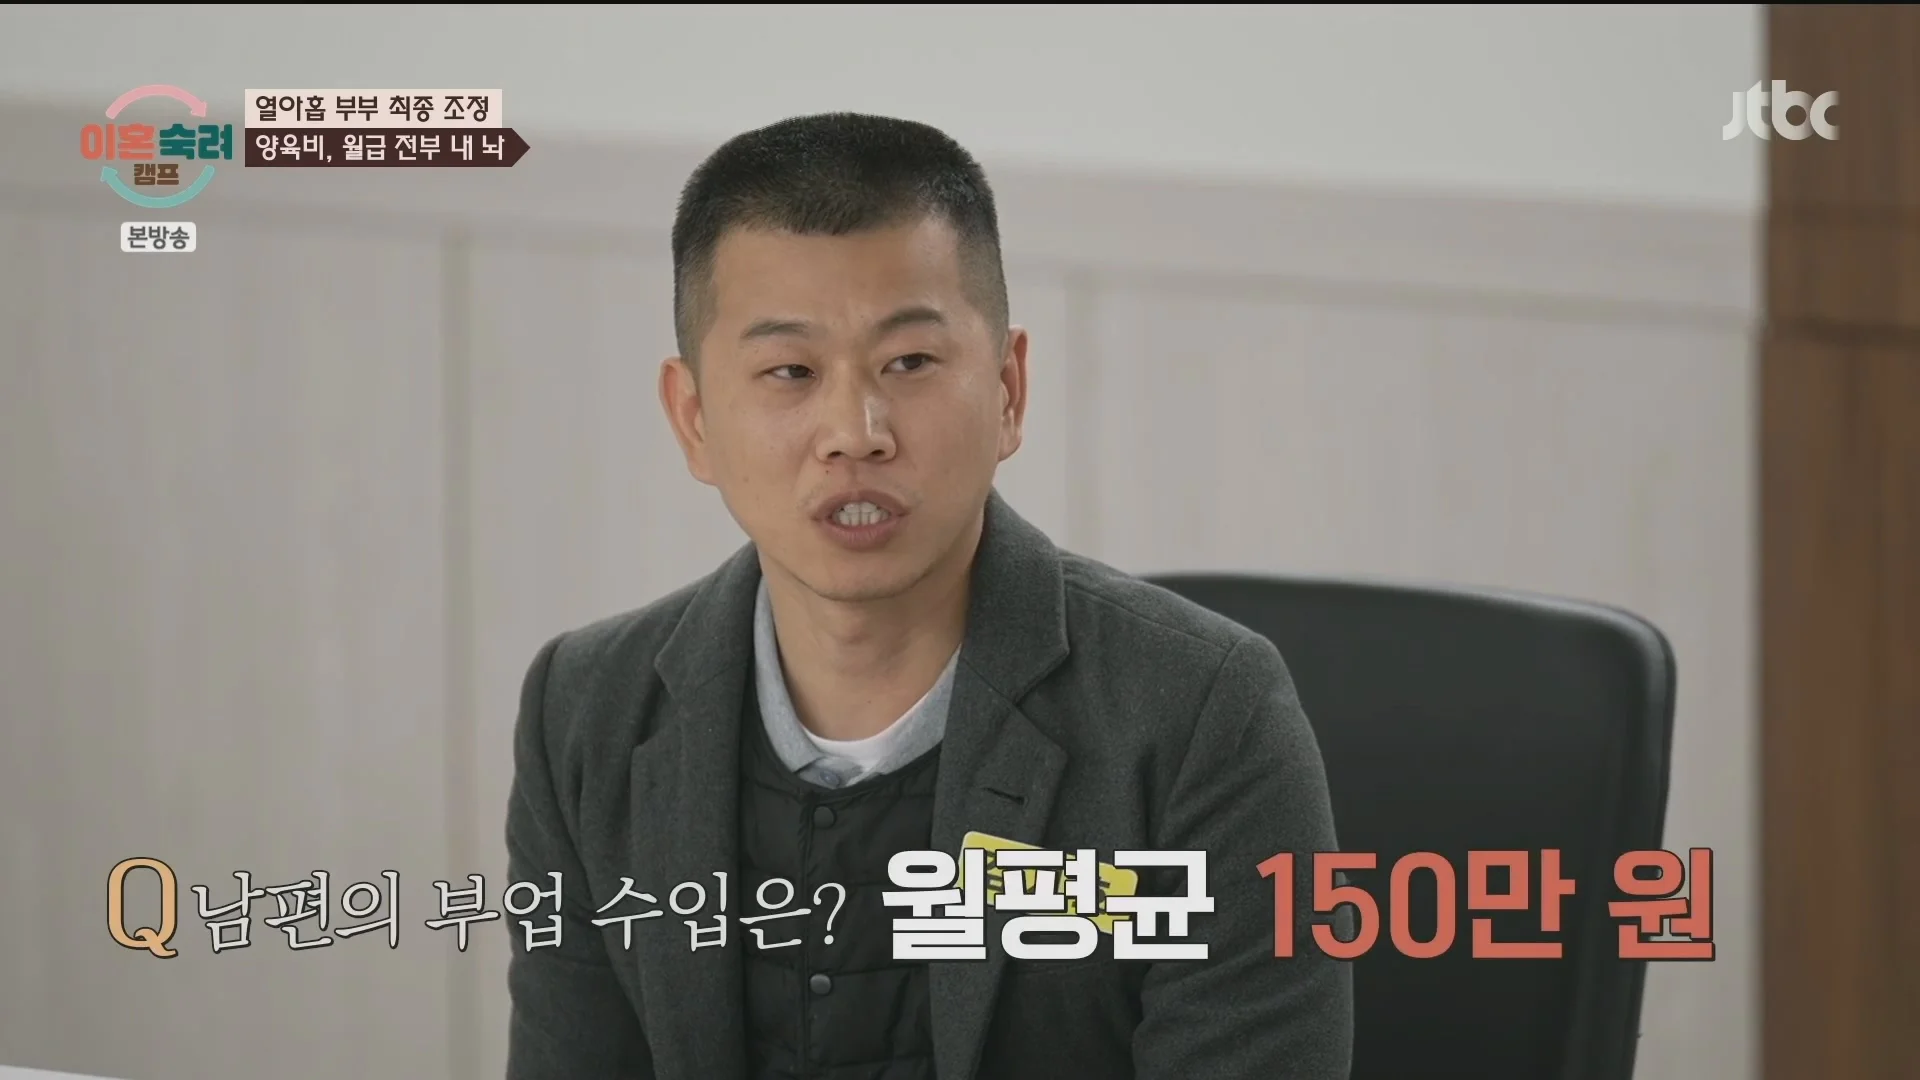 이혼 숙려
캠프
본방송
열아홉 부부 최종 조정
양육비, 월급 전부 내 놔
jtbc
Q 남편의 부업 수입은? 월평균 150만 원